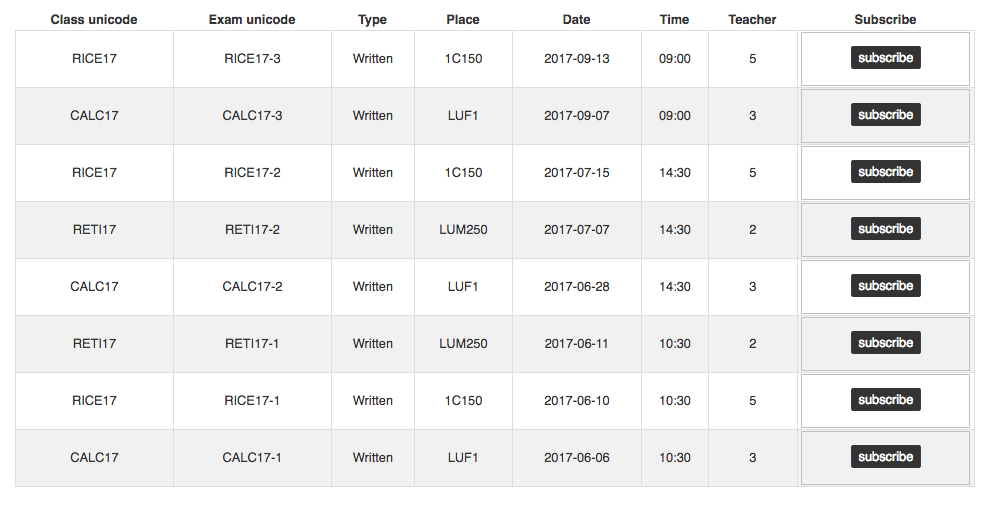 Class unicode Exam unicode Type Place Date Time Teacher Subscribe
RICE17 RICE17-3 Written 1C150 2017-09-13 09:00 5 subscribe
CALC17 CALC17-3 Written LUF1 2017-09-07 09:00 3 subscribe
RICE17 RICE17-2 Written 1C150 2017-07-15 14:30 5 subscribe
RETI17 RETI17-2 Written LUM250 2017-07-07 14:30 2 subscribe
CALC17 CALC17-2 Written LUF1 2017-06-28 14:30 3 subscribe
RETI17 RETI17-1 Written LUM250 2017-06-11 10:30 2 subscribe
RICE17 RICE17-1 Written 1C150 2017-06-10 10:30 5 subscribe
CALC17 CALC17-1 Written LUF1 2017-06-06 10:30 3 subscribe